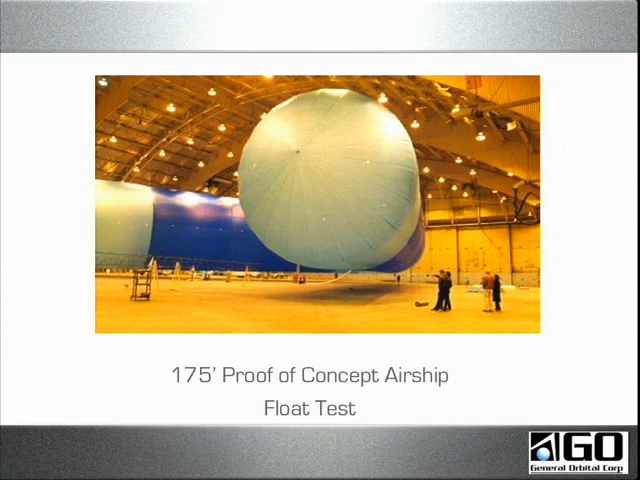 175' Proof of Concept Airship
Float Test
GO
General Orbital Corp